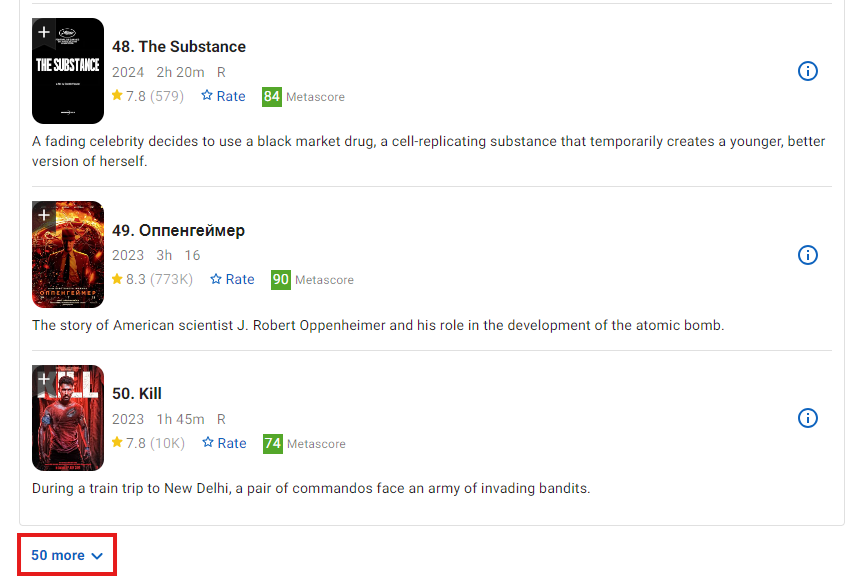 THE SUBSTANCE
48. The Substance
2024 2h 20m R
7.8 (579) Rate 84 Metascore
A fading celebrity decides to use a black market drug, a cell-replicating substance that temporarily creates a younger, better
version of herself.
ОППЕНГЕЙМЕР
49. Оппенгеймер
2023 3h 16
8.3 (773K) Rate 90 Metascore
The story of American scientist J. Robert Oppenheimer and his role in the development of the atomic bomb.
KILL
50. Kill
2023 1h 45m R
7.8 (10K) Rate 74 Metascore
During a train trip to New Delhi, a pair of commandos face an army of invading bandits.
50 more